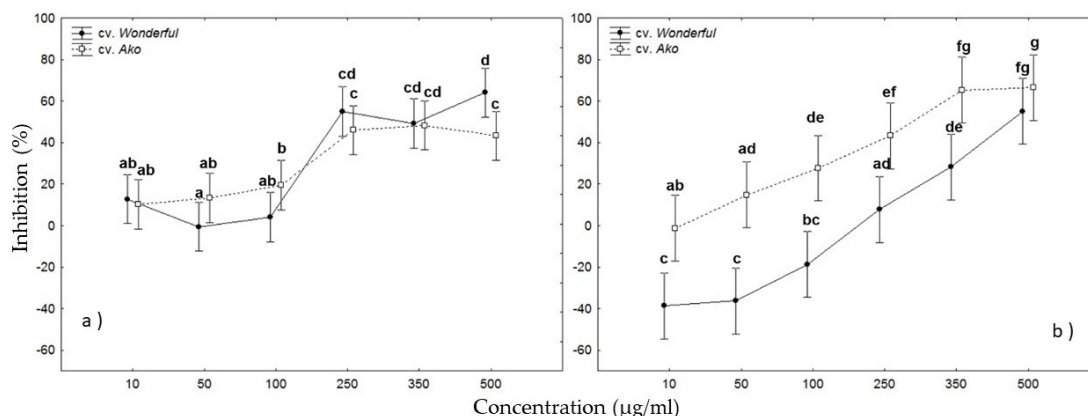 cv. Wonderful
cv. Ako
Inhibition (%)
100
80
60
40
20
0
-20
-40
-60
ab
ab
a
ab
ab
b
cd
c
cd
cd
d
c
a )
10 50 100 250 350 500
cv. Wonderful
cv. Ako
100
80
60
40
20
0
-20
-40
-60
c
ab
c
ad
bc
de
ad
ef
de
fg
fg
g
b )
10 50 100 250 350 500
Concentration (µg/ml)